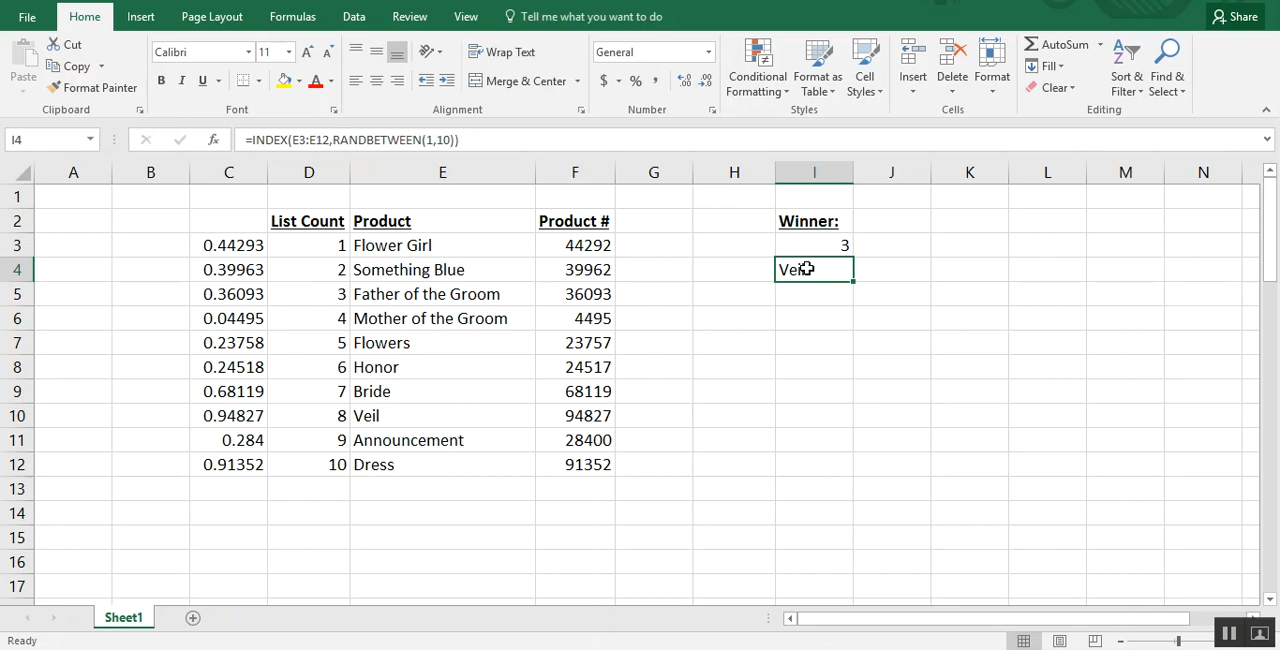 File Home Insert Page Layout Formulas Data Review View Tell me what you want to do Share
Paste Cut Copy Format Painter
Calibri 11 A A B I U A
Wrap Text Merge & Center
General $ % ,
Conditional Formatting Format as Table Cell Styles
Insert Delete Format
AutoSum Fill Clear Sort & Filter Find & Select
Clipboard Font Alignment Number Styles Cells Editing
I4 fx =INDEX(E3:E12,RANDBETWEEN(1,10))
A B C D E F G H I J K L M N
1
2 List Count Product Product # Winner:
3 0.44293 1 Flower Girl 44292 3
4 0.39963 2 Something Blue 39962 Veil
5 0.36093 3 Father of the Groom 36093
6 0.04495 4 Mother of the Groom 4495
7 0.23758 5 Flowers 23757
8 0.24518 6 Honor 24517
9 0.68119 7 Bride 68119
10 0.94827 8 Veil 94827
11 0.284 9 Announcement 28400
12 0.91352 10 Dress 91352
13
14
15
16
17
Sheet1
Ready